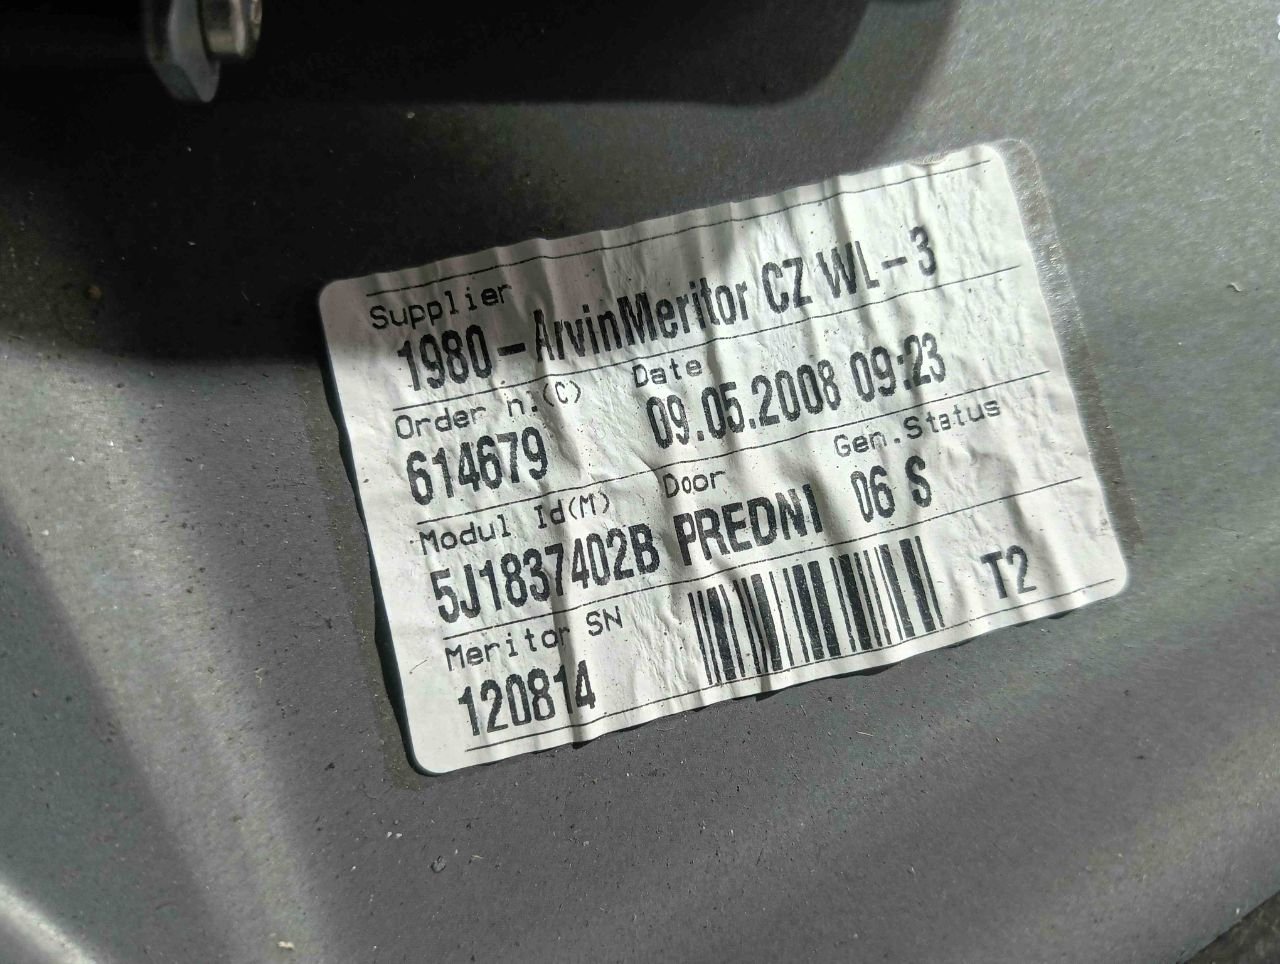 Supplier
1980-ArvinMeritor CZ WL-3
Order n.(C) Date
614679 09.05.2008 09:23
Modul Id(M) Door Gen.Status
5J1837402B PREDNI 06 S
Meritor SN
120814 T2